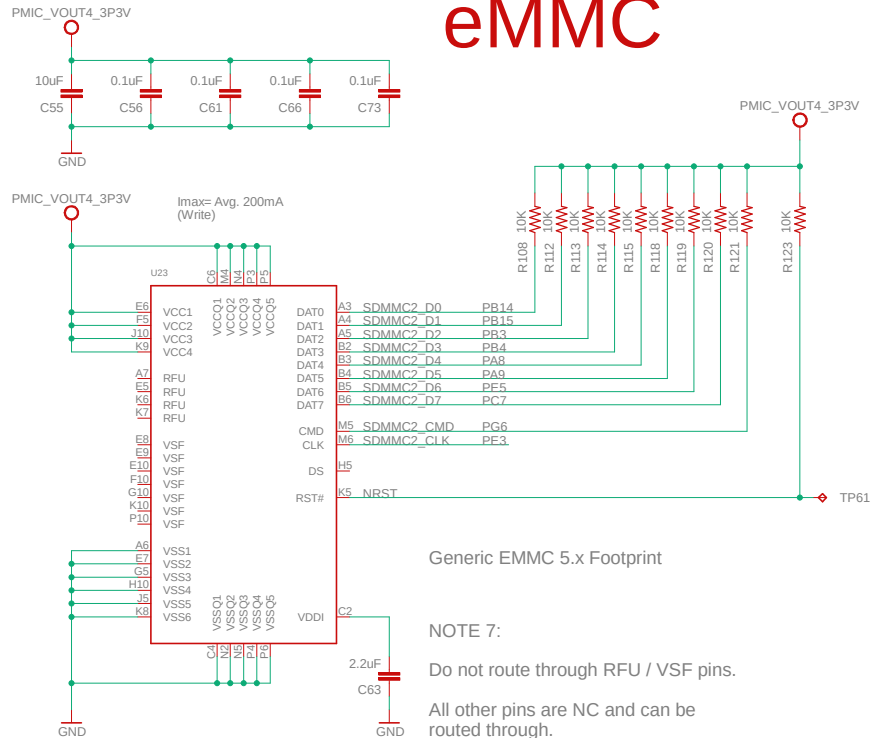 eMMC
PMIC_VOUT4_3P3V
10uF 0.1uF 0.1uF 0.1uF 0.1uF
C55 C56 C61 C66 C73
GND
PMIC_VOUT4_3P3V
10K 10K 10K 10K 10K 10K 10K 10K 10K 10K
R108 R112 R113 R114 R115 R118 R119 R120 R121 R123
PMIC_VOUT4_3P3V
Imax= Avg. 200mA
(Write)
U23
C6 M4 N4 P3 P5
VCCQ1 VCCQ2 VCCQ3 VCCQ4 VCCQ5
E6 VCC1
F5 VCC2
J10 VCC3
K9 VCC4
A7 RFU
E5 RFU
K6 RFU
K7 RFU
E8 VSF
E9 VSF
E10 VSF
F10 VSF
G10 VSF
K10 VSF
P10 VSF
A6 VSS1
E7 VSS2
G5 VSS3
H10 VSS4
J5 VSS5
K8 VSS6
DAT0 A3 SDMMC2_D0 PB14
DAT1 A4 SDMMC2_D1 PB15
DAT2 A5 SDMMC2_D2 PB3
DAT3 B2 SDMMC2_D3 PB4
DAT4 B3 SDMMC2_D4 PA8
DAT5 B4 SDMMC2_D5 PA9
DAT6 B5 SDMMC2_D6 PE5
DAT7 B6 SDMMC2_D7 PC7
CMD M5 SDMMC2_CMD PG6
CLK M6 SDMMC2_CLK PE3
DS H5
RST# K5 NRST
TP61
VDDI C2
VSSQ1 VSSQ2 VSSQ3 VSSQ4 VSSQ5
C4 N2 N5 P4 P6
GND
2.2uF
C63
GND
Generic EMMC 5.x Footprint
NOTE 7:
Do not route through RFU / VSF pins.
All other pins are NC and can be
routed through.